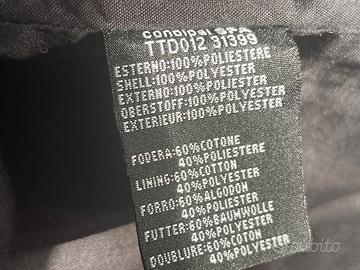 TTD012 31399
ESTERNO:100%POLIESTERE
SHELL:100%POLYESTER
EXTERNO:100%POLIESTER
OBERSTOFF:100%POLYESTER
EXTERIEUR:100%POLYESTER
FODERA:60%COTONE
40%POLIESTERE
LINING:60%COTTON
40%POLYESTER
FORRO:60%ALGODON
40%POLIESTER
FUTTER:60%BAUMWOLLE
40%POLYESTER
DOUBLURE:60%COTON
40%POLYESTER
subito